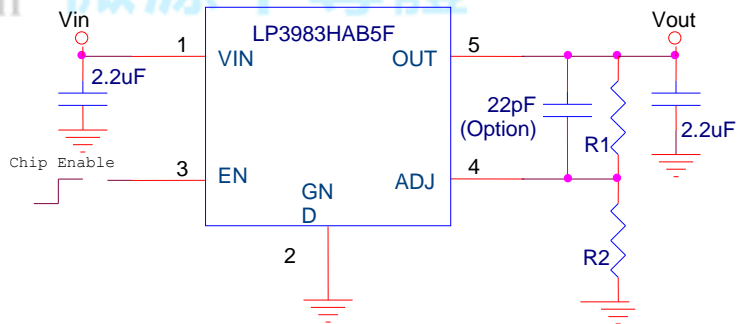 Vin
Vout
LP3983HAB5F
1
VIN
OUT
5
2.2uF
22pF
(Option)
R1
2.2uF
Chip Enable
3
EN
ADJ
4
GN
D
2
R2